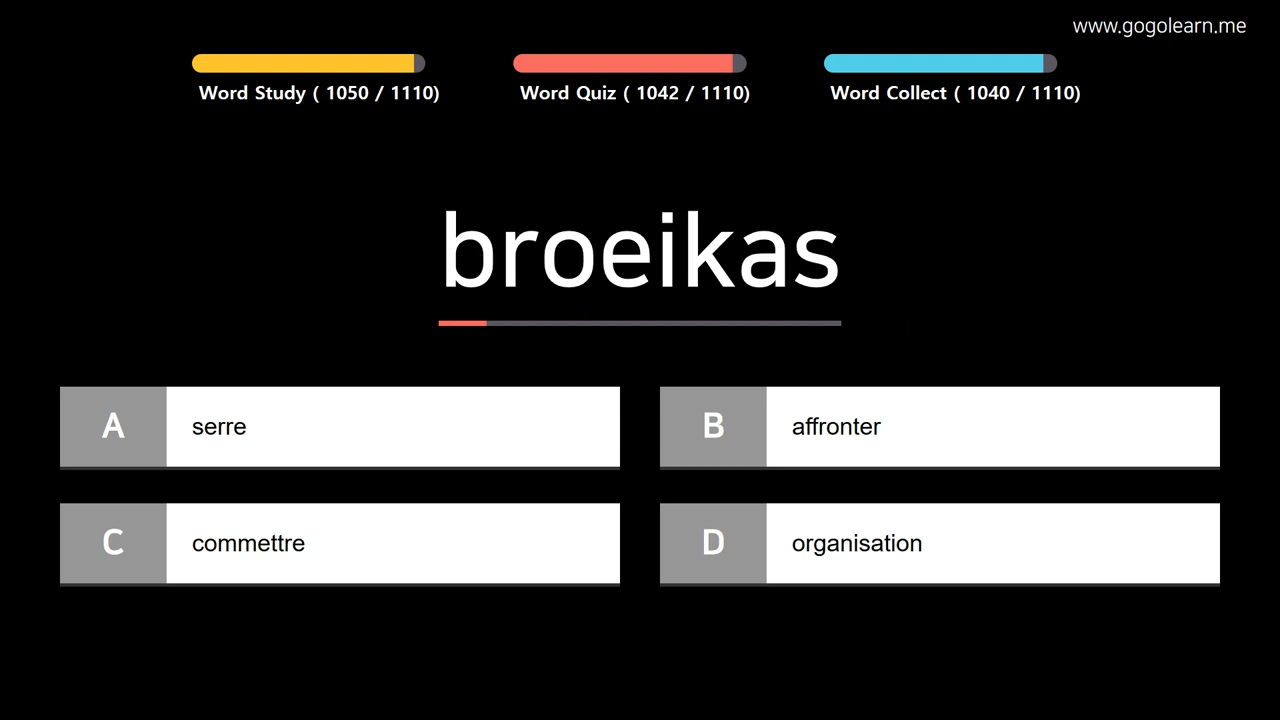 www.gogolearn.me
Word Study ( 1050 / 1110)
Word Quiz ( 1042 / 1110)
Word Collect ( 1040 / 1110)
broeikas
A serre
B affronter
C commettre
D organisation